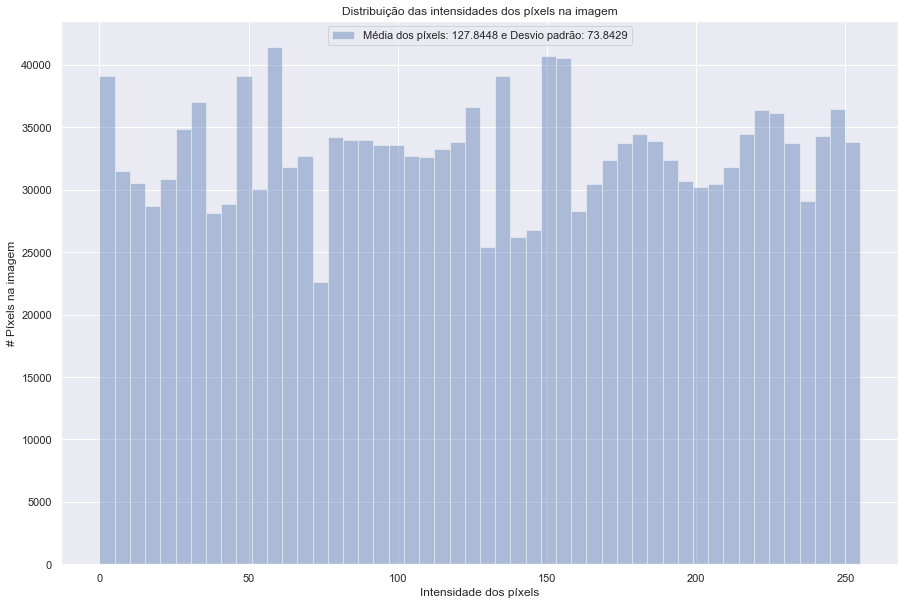 Distribuição das intensidades dos píxels na imagem
Média dos píxels: 127.8448 e Desvio padrão: 73.8429
40000
35000
30000
25000
20000
15000
10000
5000
0
# Píxels na imagem
0 50 100 150 200 250
Intensidade dos píxels